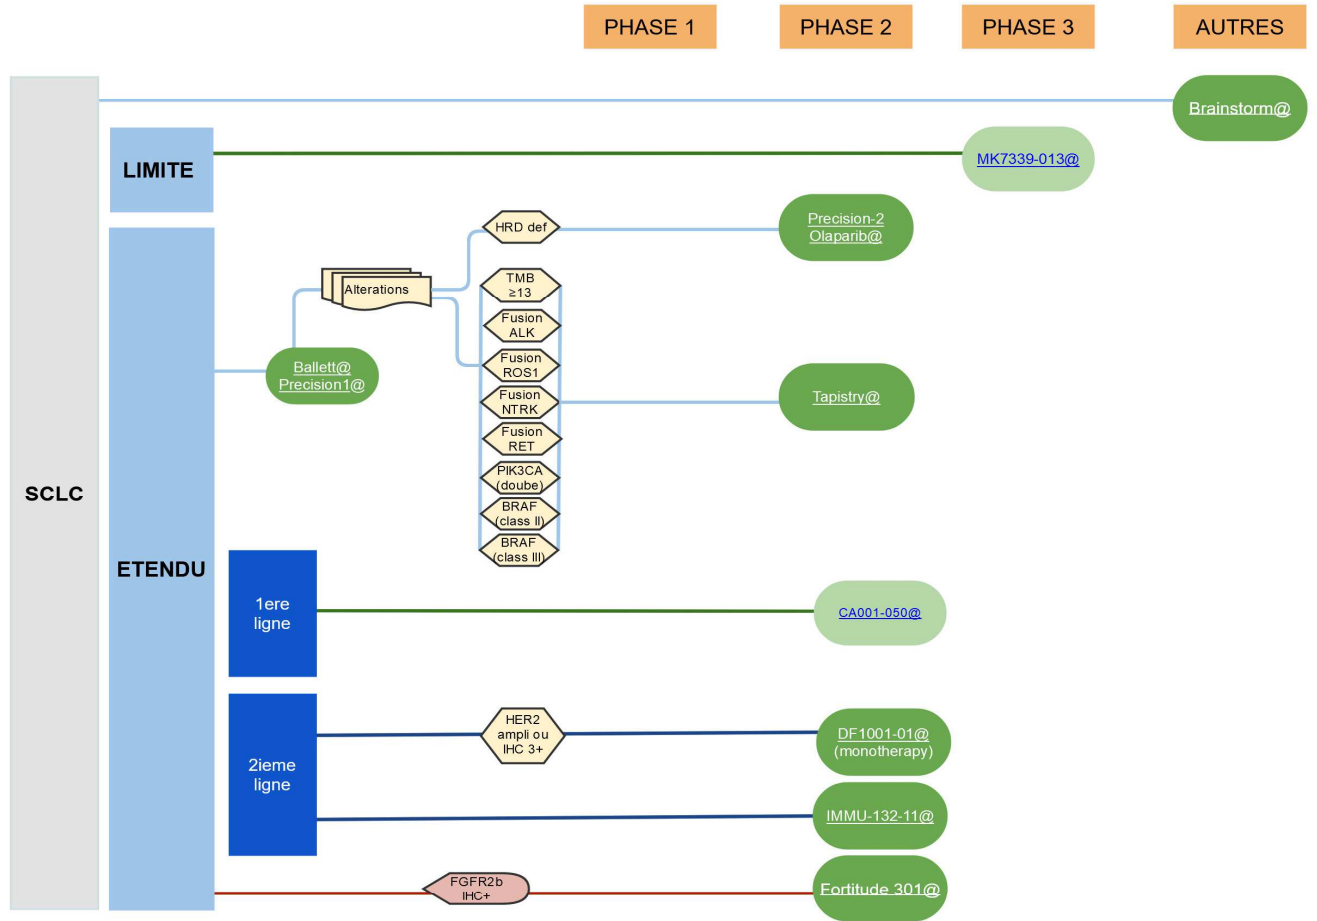 PHASE 1
PHASE 2
PHASE 3
AUTRES
Brainstorm@
LIMITE
MK7339-013@
HRD def
Precision-2
Olaparib@
Alterations
TMB
≥13
Fusion
ALK
Ballett@
Precision1@
Fusion
ROS1
Fusion
NTRK
Tapistry@
Fusion
RET
PIK3CA
(doube)
BRAF
(class II)
BRAF
(class III)
SCLC
ETENDU
1ere
ligne
CA001-050@
2ieme
ligne
HER2
ampli ou
IHC 3+
DF1001-01@
(monotherapy)
IMMU-132-11@
FGFR2b
IHC+
Fortitude 301@